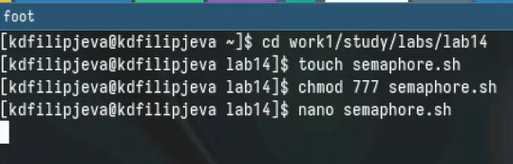 foot
[kdfilipjeva@kdfilipjeva ~]$ cd work1/study/labs/lab14
[kdfilipjeva@kdfilipjeva lab14]$ touch semaphore.sh
[kdfilipjeva@kdfilipjeva lab14]$ chmod 777 semaphore.sh
[kdfilipjeva@kdfilipjeva lab14]$ nano semaphore.sh